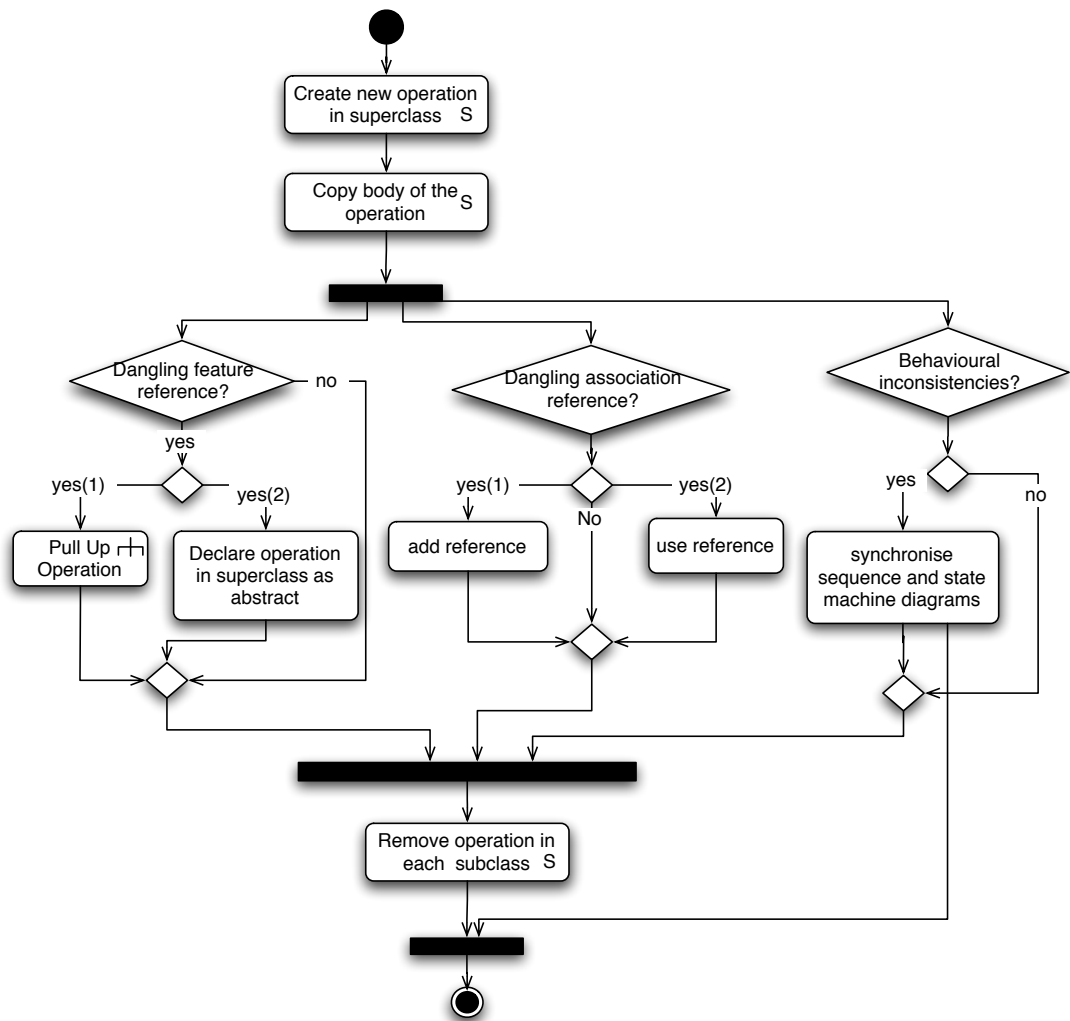 Create new operation
in superclass S
Copy body of the S
operation
Dangling feature
reference?
no
Dangling association
reference?
Behavioural
inconsistencies?
yes
yes(1)
yes(2)
yes(1)
No
yes(2)
yes
no
Pull Up
Operation
Declare operation
in superclass as
abstract
add reference
use reference
synchronise
sequence and state
machine diagrams
Remove operation in
each subclass S